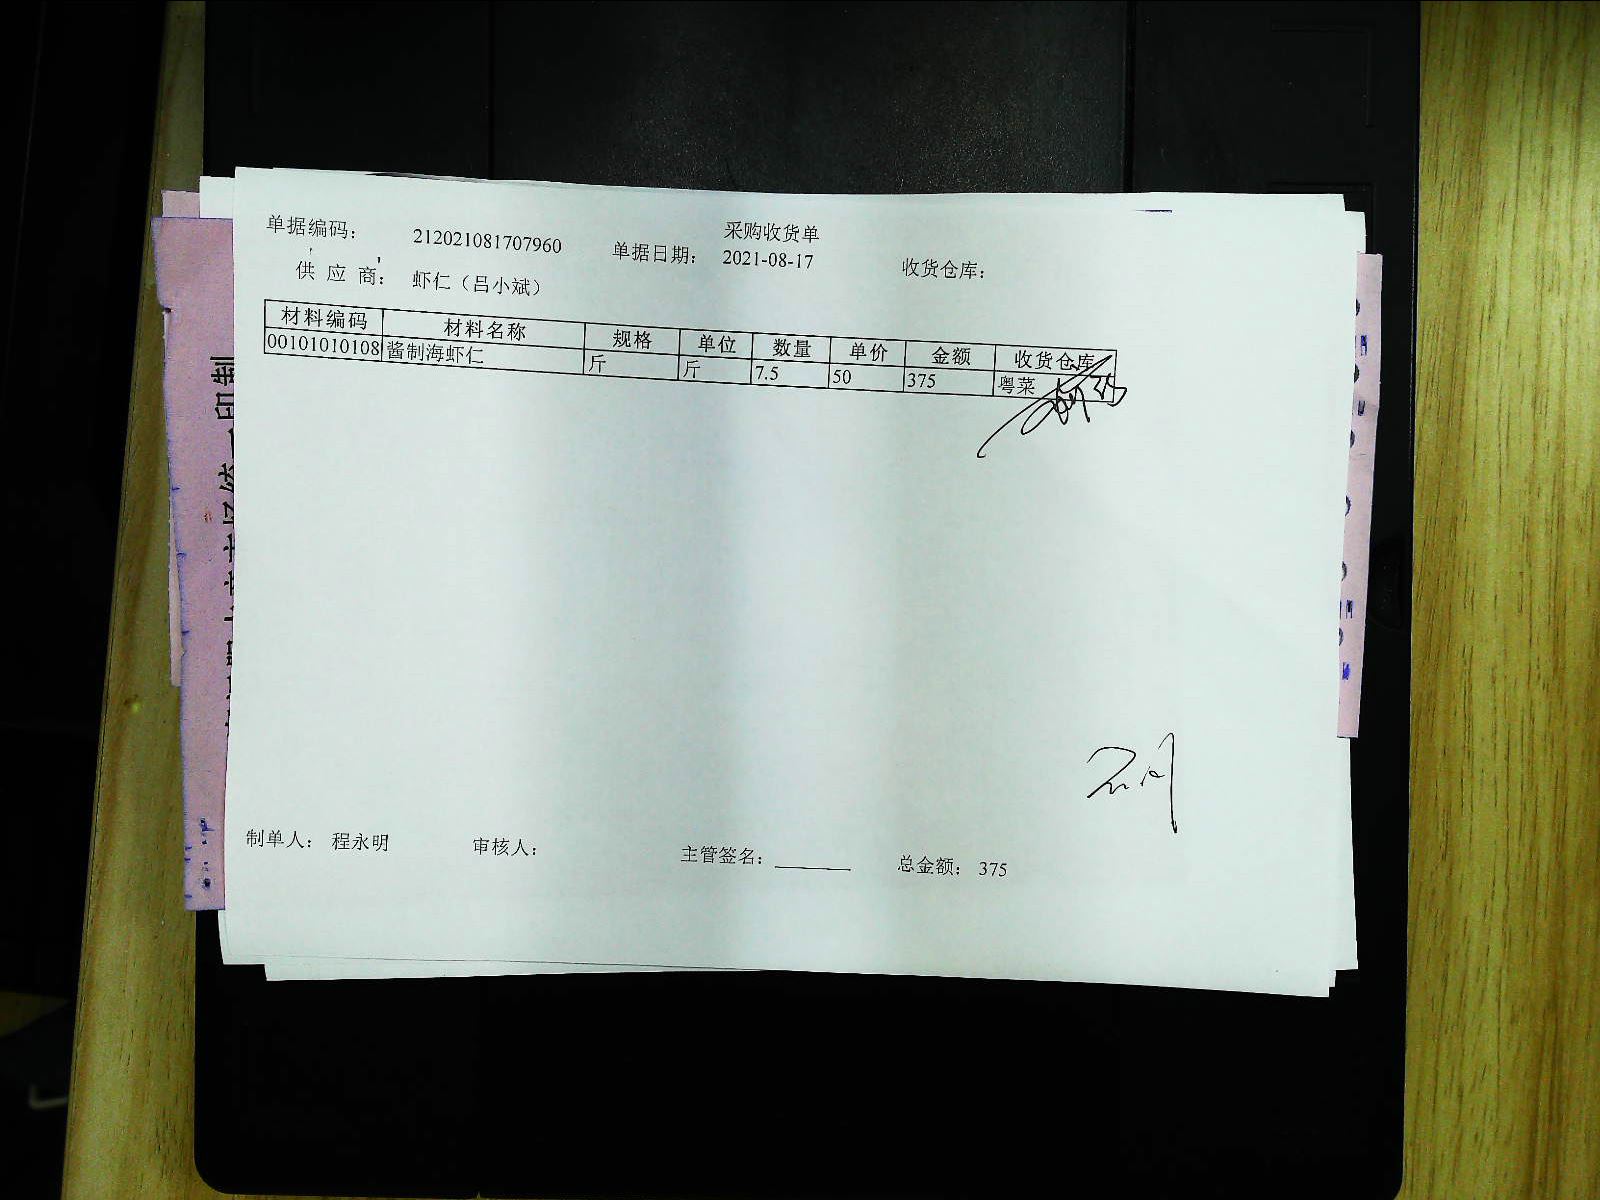 采购收货单
单据编码： 212021081707960 单据日期： 2021-08-17 收货仓库：
供 应 商： 虾仁（吕小斌）
材料编码 材料名称 规格 单位 数量 单价 金额 收货仓库
00101010108 酱制海虾仁 斤 斤 7.5 50 375 粤菜
制单人： 程永明 审核人： 主管签名： 总金额： 375